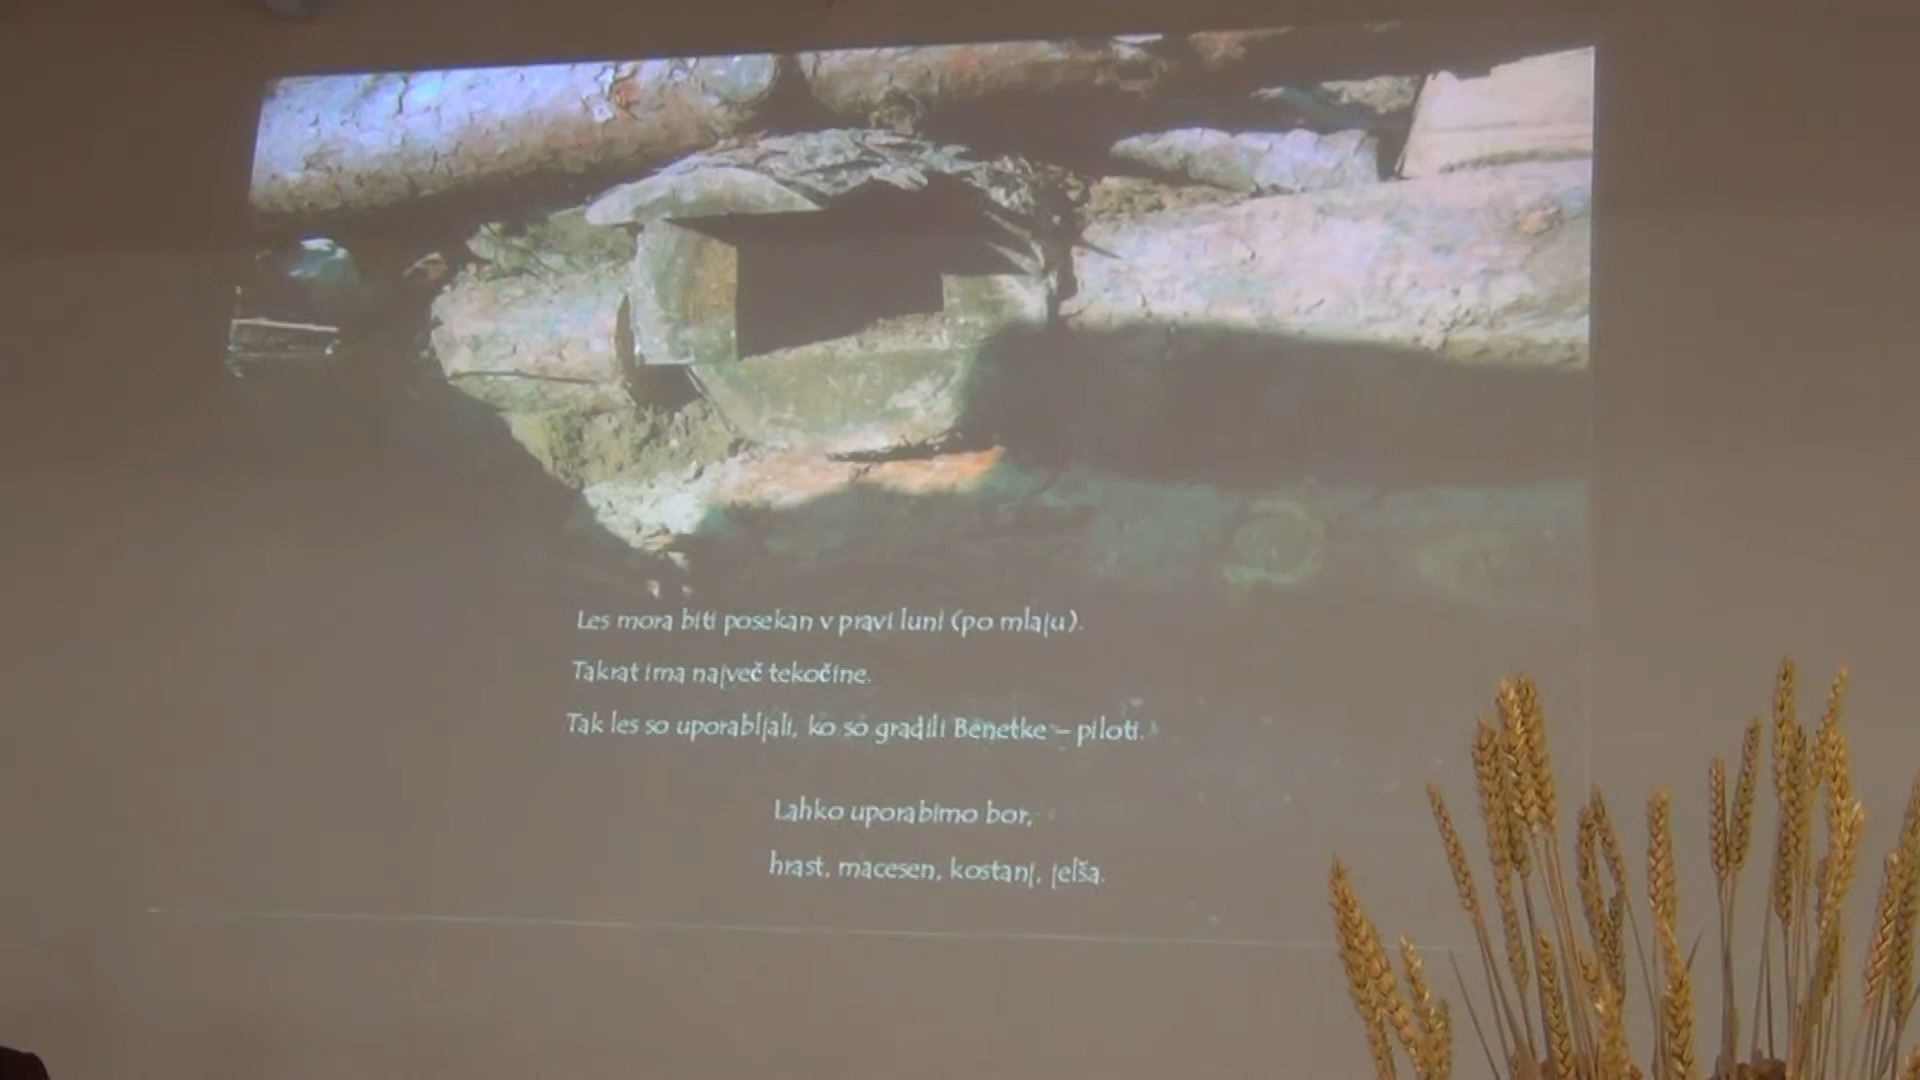 Les mora biti posekan v pravi luni (po mlaju).
Takrat ima največ tekočine.
Tak les so uporabljali, ko so gradili Benetke – piloti.
Lahko uporabimo bor,
hrast, macesen, kostanj, jelša.